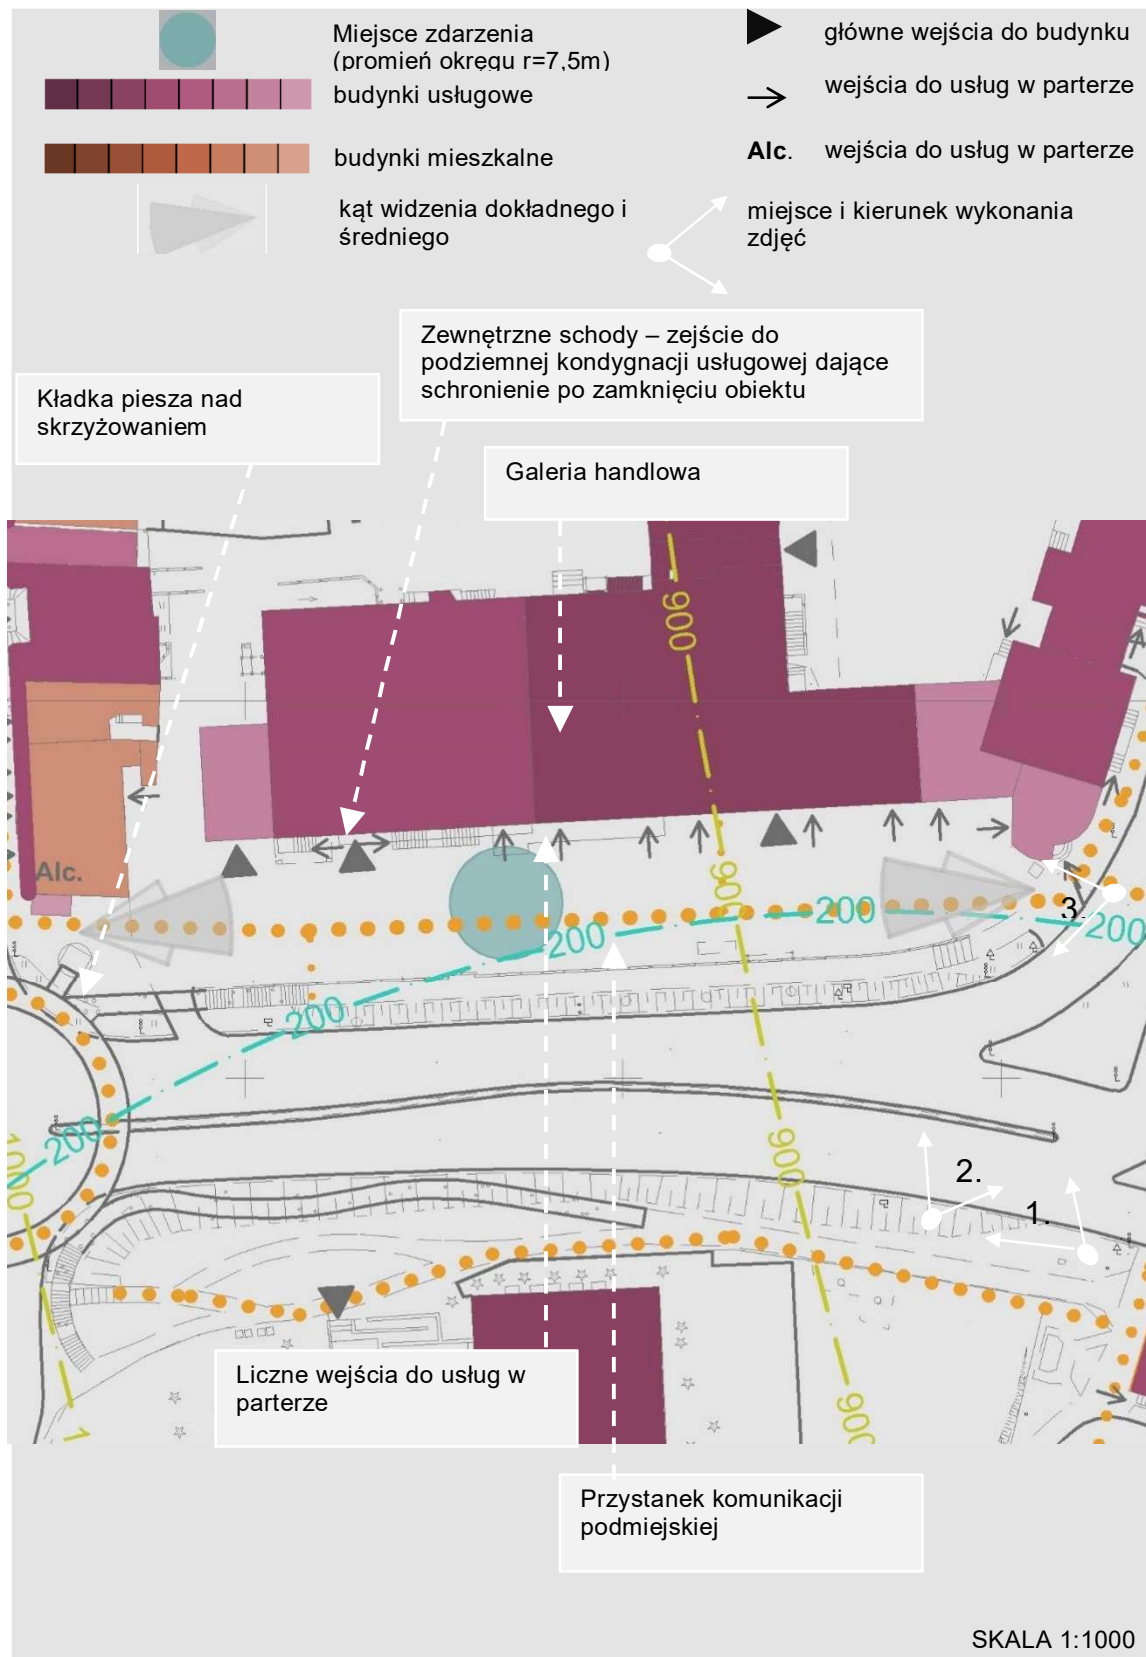 Miejsce zdarzenia
(promień okręgu r=7,5m)
budynki usługowe
budynki mieszkalne
kąt widzenia dokładnego i
średniego
główne wejścia do budynku
wejścia do usług w parterze
Alc. wejścia do usług w parterze
miejsce i kierunek wykonania
zdjęć
Zewnętrzne schody – zejście do
podziemnej kondygnacji usługowej dające
schronienie po zamknięciu obiektu
Kładka piesza nad
skrzyżowaniem
Galeria handlowa
900
Alc.
900
3.
200
200
200
200
200
1000
900
2.
1.
900
1
Liczne wejścia do usług w
parterze
Przystanek komunikacji
podmiejskiej
SKALA 1:1000